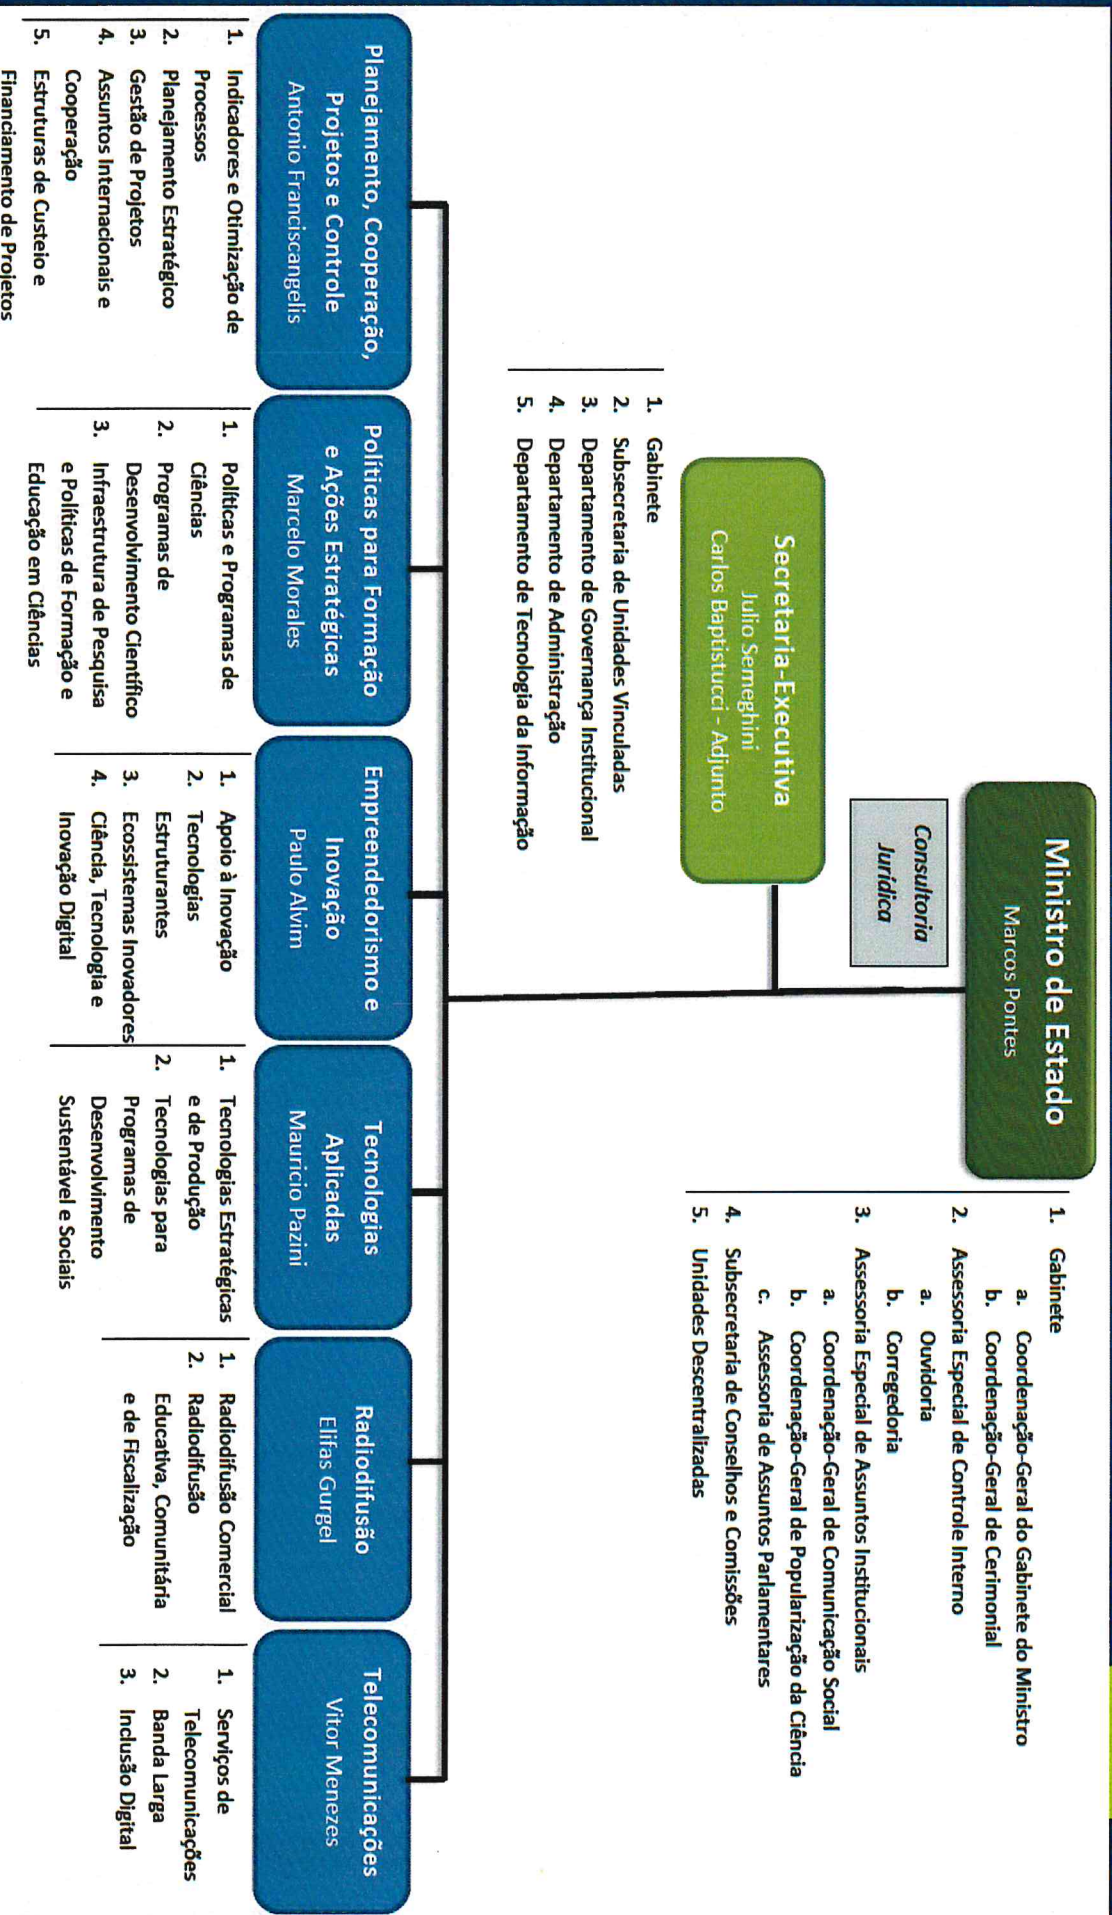 Ministro de Estado
Marcos Pontes
1. Gabinete
a. Coordenação-Geral do Gabinete do Ministro
b. Coordenação-Geral de Cerimonial
2. Assessoria Especial de Controle Interno
a. Ouvidoria
b. Corregedoria
3. Assessoria Especial de Assuntos Institucionais
a. Coordenação-Geral de Comunicação Social
b. Coordenação-Geral de Popularização da Ciência
c. Assessoria de Assuntos Parlamentares
4. Subsecretaria de Conselhos e Comissões
5. Unidades Descentralizadas
Consultoria
Jurídica
Secretaria-Executiva
Julio Semeghini
Carlos Baptistucci - Adjunto
1. Gabinete
2. Subsecretaria de Unidades Vinculadas
3. Departamento de Governança Institucional
4. Departamento de Administração
5. Departamento de Tecnologia da Informação
Planejamento, Cooperação,
Projetos e Controle
Antonio Franciscangelis
1. Indicadores e Otimização de
Processos
2. Planejamento Estratégico
3. Gestão de Projetos
4. Assuntos Internacionais e
Cooperação
5. Estruturas de Custeio e
Financiamento de Projetos
Políticas para Formação
e Ações Estratégicas
Marcelo Morales
1. Políticas e Programas de
Ciências
2. Programas de
Desenvolvimento Científico
3. Infraestrutura de Pesquisa
e Políticas de Formação e
Educação em Ciências
Empreendedorismo e
Inovação
Paulo Alvim
1. Apoio à Inovação
2. Tecnologias
Estruturantes
3. Ecossistemas Inovadores
4. Ciência, Tecnologia e
Inovação Digital
Tecnologias
Aplicadas
Mauricio Pazini
1. Tecnologias Estratégicas
e de Produção
2. Tecnologias para
Programas de
Desenvolvimento
Sustentável e Sociais
Radiodifusão
Elifas Gurgel
1. Radiodifusão Comercial
2. Radiodifusão
Educativa, Comunitária
e de Fiscalização
Telecomunicações
Vitor Menezes
1. Serviços de
Telecomunicações
2. Banda Larga
3. Inclusão Digital